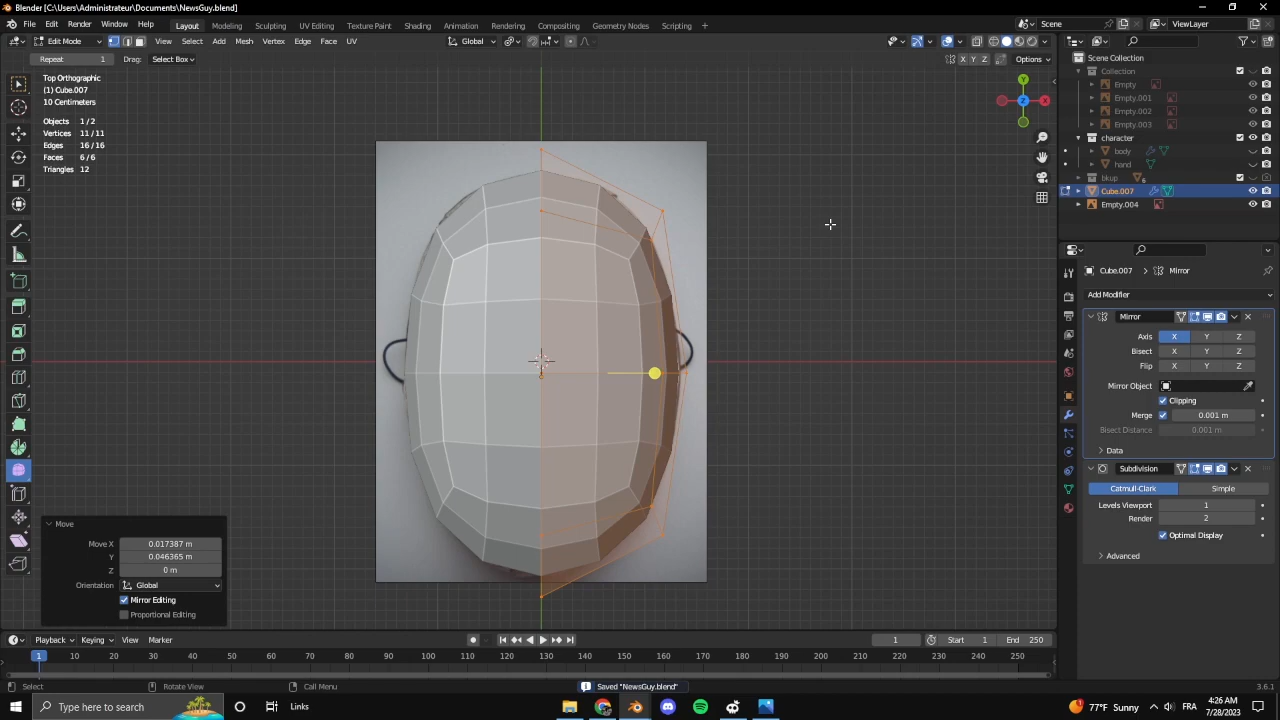 Blender [C:\Users\Administrateur\Documents\NewsGuy.blend]
File Edit Render Window Help Layout Modeling Sculpting UV Editing Texture Paint Shading Animation Rendering Compositing Geometry Nodes Scripting + Scene ViewLayer
Edit Mode View Select Add Mesh Vertex Edge Face UV Global
Repeat 1 Drag: Select Box X Y Z Options
Top Orthographic
(1) Cube.007
10 Centimeters
Objects 1 / 2
Vertices 11 / 11
Edges 16 / 16
Faces 6 / 6
Triangles 12
Y
Z X
Scene Collection
Collection
Empty
Empty.001
Empty.002
Empty.003
character
body
hand
bkup 6
Cube.007
Empty.004
Cube.007 > Mirror
Add Modifier
Mirror
Axis X Y Z
Bisect X Y Z
Flip X Y Z
Mirror Object
Clipping
Merge 0.001 m
Bisect Distance 0.001 m
Data
Subdivision
Catmull-Clark Simple
Levels Viewport 1
Render 2
Optimal Display
Advanced
Move
Move X 0.017387 m
Y 0.046365 m
Z 0 m
Orientation Global
Mirror Editing
Proportional Editing
Playback Keying View Marker 1 Start 1 End 250
1 10 20 30 40 50 60 70 80 90 100 110 120 130 140 150 160 170 180 190 200 210 220 230 240 250
Select Rotate View Call Menu Saved "NewsGuy.blend" 3.6.1
Type here to search Links 77°F Sunny FRA 4:26 AM
7/28/2023